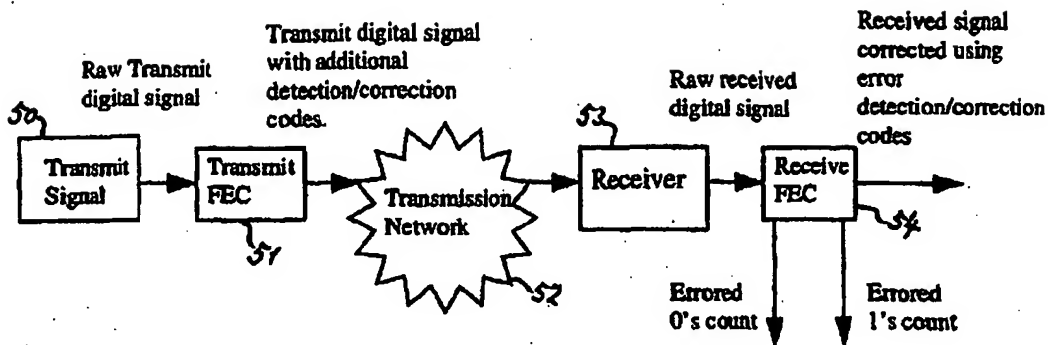 Raw Transmit
digital signal
Transmit digital signal
with additional
detection/correction
codes.
Raw received
digital signal
Received signal
corrected using
error
detection/correction
codes
50
Transmit
Signal
Transmit
FEC
51
Transmission
Network
52
53
Receiver
Receive
FEC
54
Errored
0's count
Errored
1's count